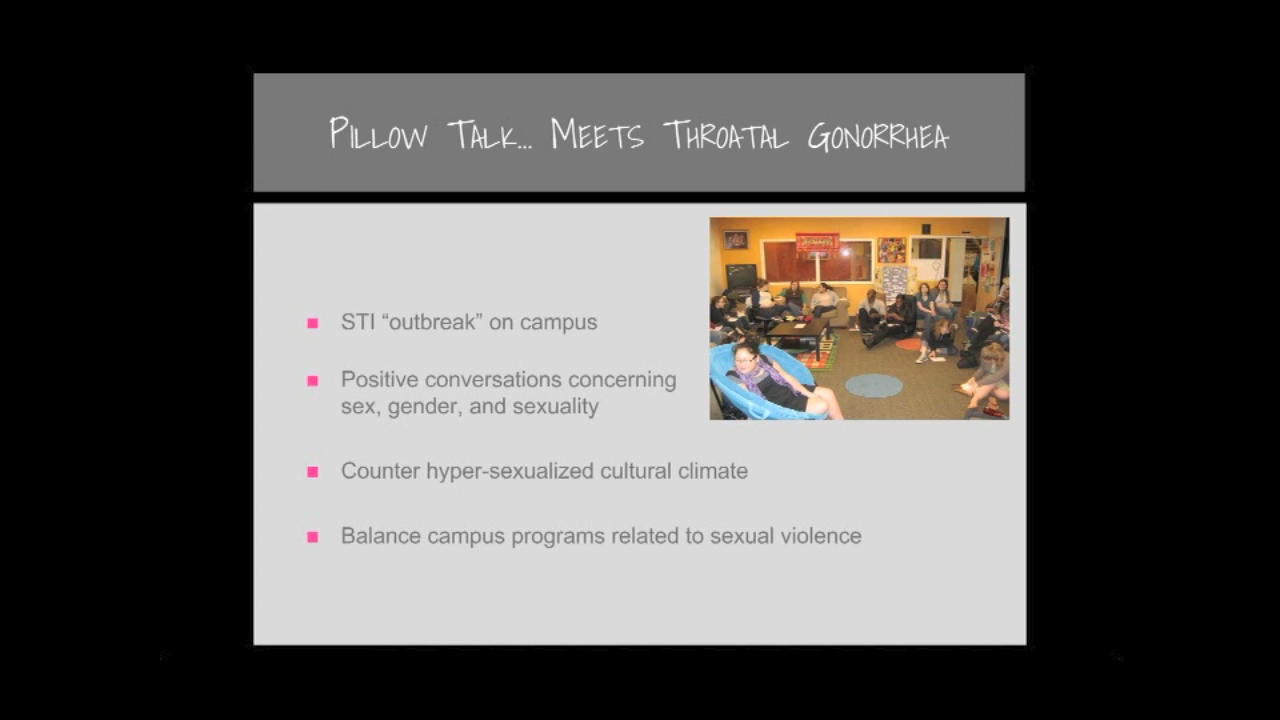 Pillow Talk... Meets Throatal Gonorrhea
STI “outbreak” on campus
Positive conversations concerning
sex, gender, and sexuality
Counter hyper-sexualized cultural climate
Balance campus programs related to sexual violence